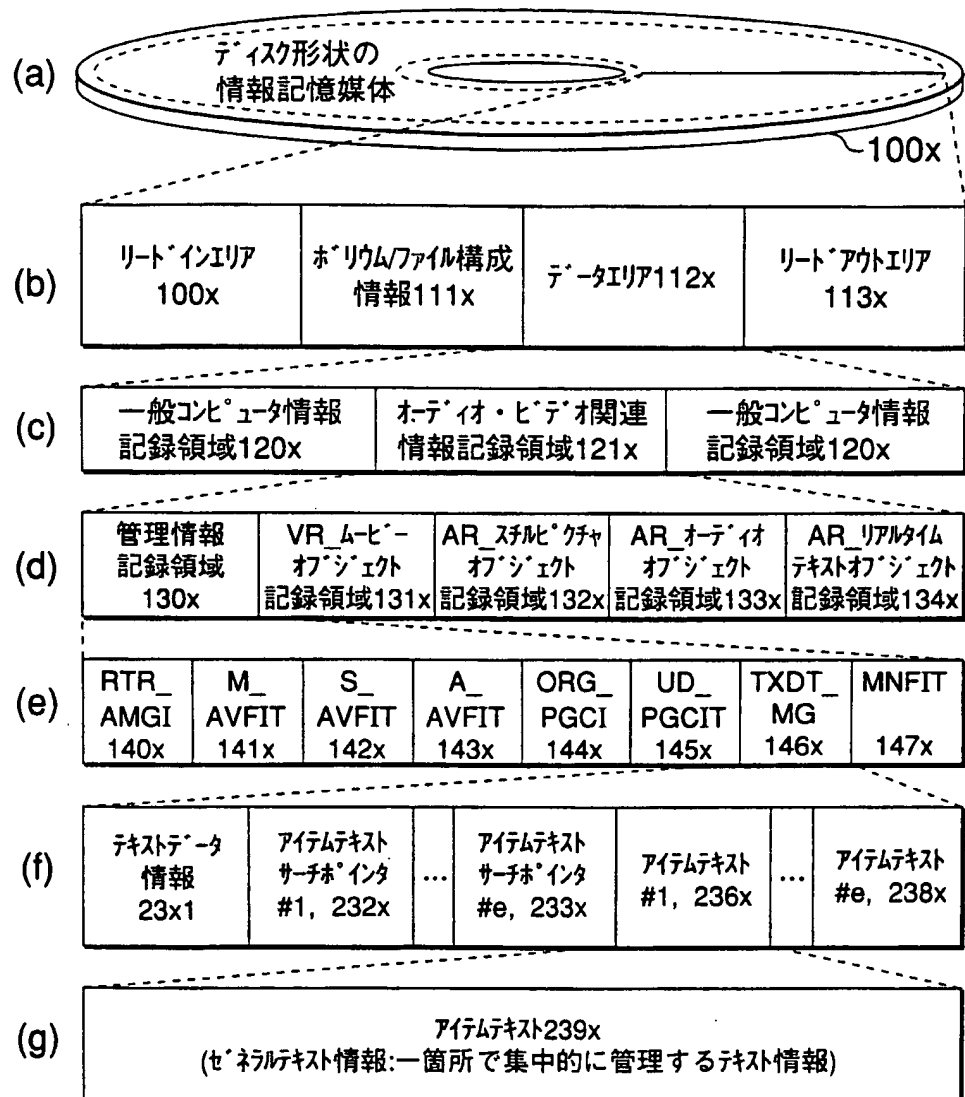 (a)
ディスク形状の
情報記憶媒体
100x
(b)
リードインエリア
100x
ボリウム/ファイル構成
情報111x
データエリア112x
リードアウトエリア
113x
(c)
一般コンピュータ情報
記録領域120x
オーディオ・ビデオ関連
情報記録領域121x
一般コンピュータ情報
記録領域120x
(d)
管理情報
記録領域
130x
VR_ムービー
オブジェクト
記録領域131x
AR_スチルピクチャ
オブジェクト
記録領域132x
AR_オーディオ
オブジェクト
記録領域133x
AR_リアルタイム
テキストオブジェクト
記録領域134x
(e)
RTR_
AMGI
140x
M_
AVFIT
141x
S_
AVFIT
142x
A_
AVFIT
143x
ORG_
PGCI
144x
UD_
PGCIT
145x
TXDT_
MG
146x
MNFIT
147x
(f)
テキストデータ
情報
23x1
アイテムテキスト
サーチポインタ
#1, 232x
...
アイテムテキスト
サーチポインタ
#e, 233x
アイテムテキスト
#1, 236x
...
アイテムテキスト
#e, 238x
(g)
アイテムテキスト239x
(ゼネラルテキスト情報:一箇所で集中的に管理するテキスト情報)